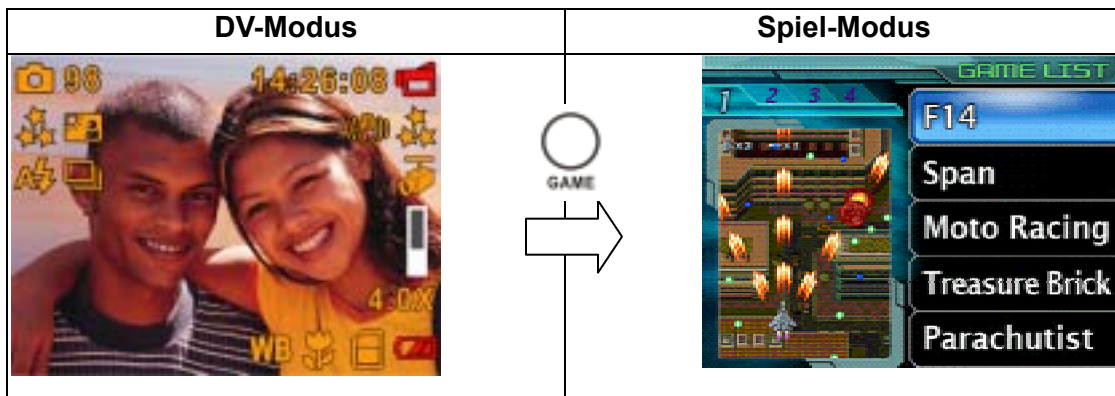 DV-Modus
Spiel-Modus
98
14:26:08
A
4.0X
WB
GAME
GAME LIST
1 2 3 4
F14
Span
Moto Racing
Treasure Brick
Parachutist